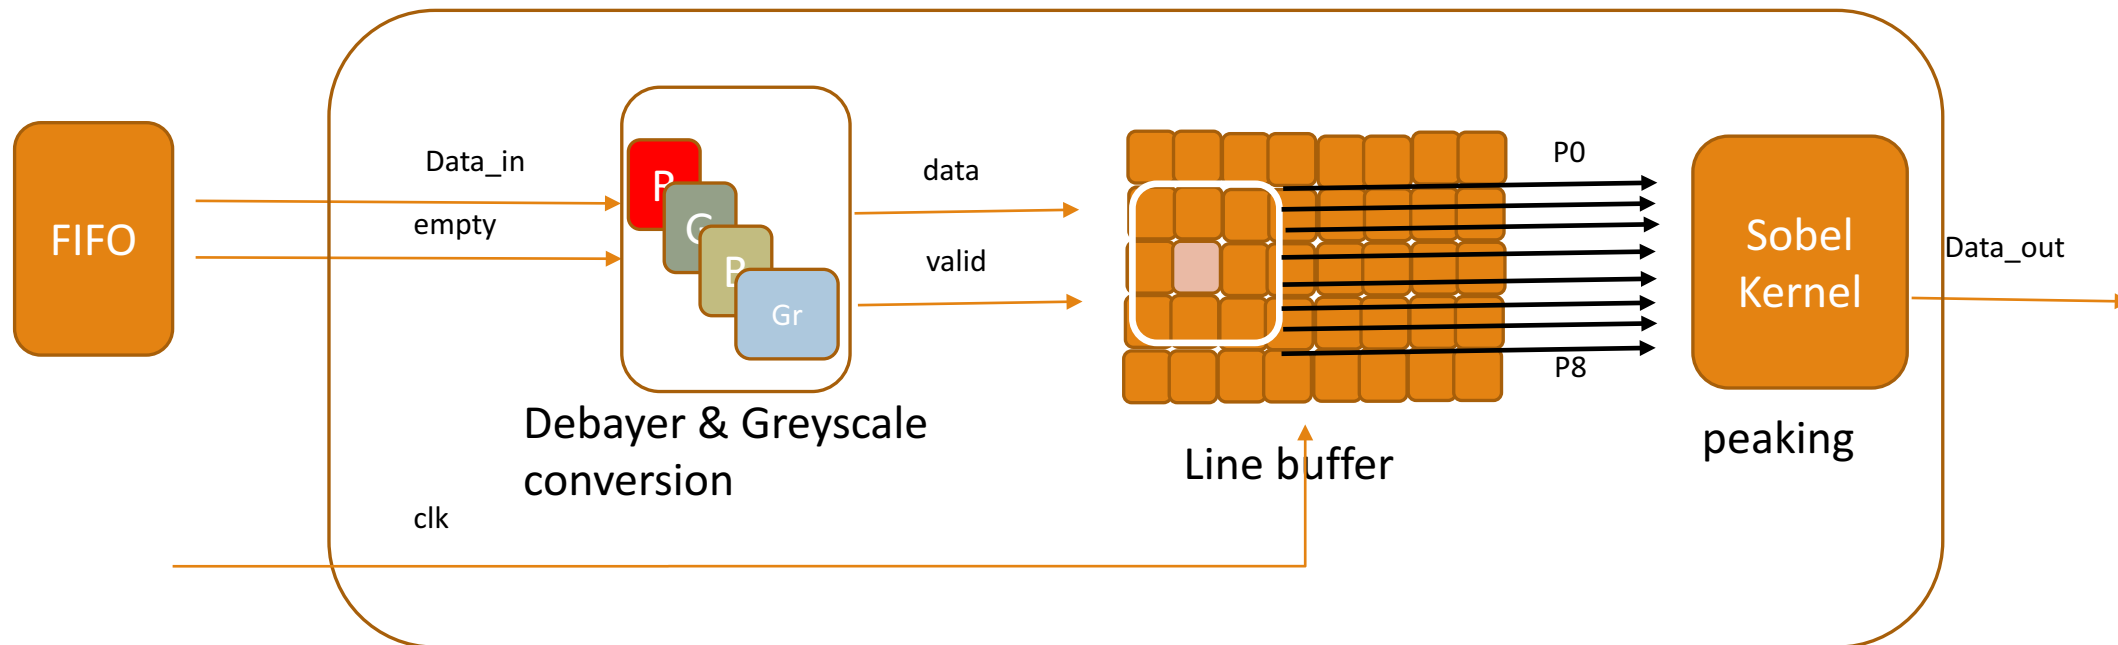 FIFO
Data_in
empty
clk
R
G
B
Gr
Debayer & Greyscale
conversion
data
valid
Line buffer
P0
P8
Sobel
Kernel
peaking
Data_out